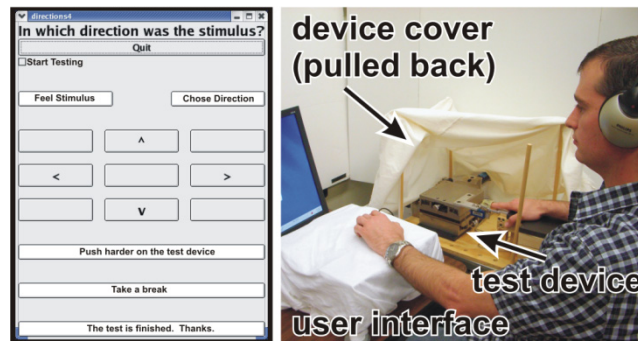 directions4
In which direction was the stimulus?
Quit
Start Testing
Feel Stimulus
Chose Direction
^
<
>
v
Push harder on the test device
Take a break
The test is finished. Thanks.
device cover
(pulled back)
test device
user interface